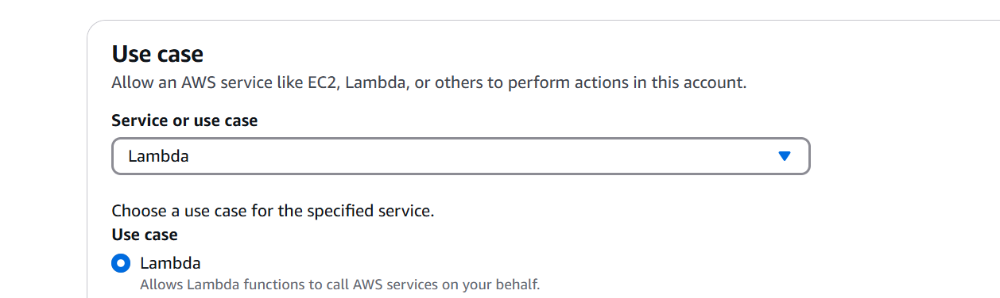 Use case
Allow an AWS service like EC2, Lambda, or others to perform actions in this account.
Service or use case
Lambda
Choose a use case for the specified service.
Use case
Lambda
Allows Lambda functions to call AWS services on your behalf.